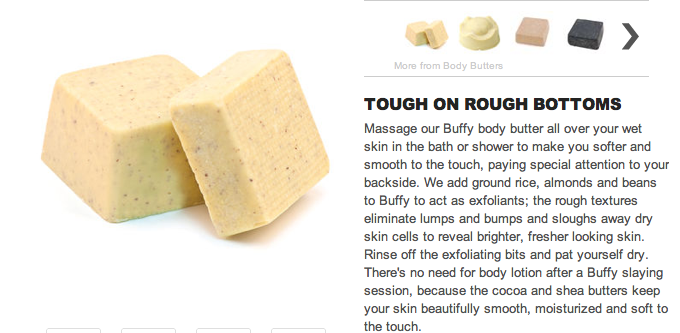 More from Body Butters
TOUGH ON ROUGH BOTTOMS
Massage our Buffy body butter all over your wet
skin in the bath or shower to make you softer and
smooth to the touch, paying special attention to your
backside. We add ground rice, almonds and beans
to Buffy to act as exfoliants; the rough textures
eliminate lumps and bumps and sloughs away dry
skin cells to reveal brighter, fresher looking skin.
Rinse off the exfoliating bits and pat yourself dry.
There's no need for body lotion after a Buffy slaying
session, because the cocoa and shea butters keep
your skin beautifully smooth, moisturized and soft to
the touch.